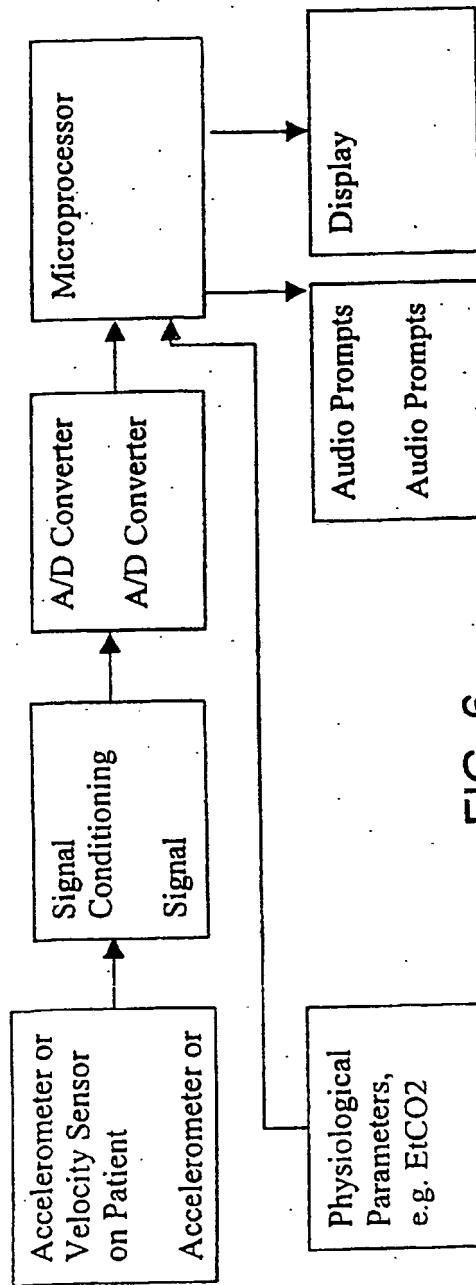 Accelerometer or
Velocity Sensor
on Patient
Accelerometer or
Signal
Conditioning
Signal
A/D Converter
A/D Converter
Microprocessor
Physiological
Parameters,
e.g. EtCO2
Audio Prompts
Audio Prompts
Display
FIG. 6